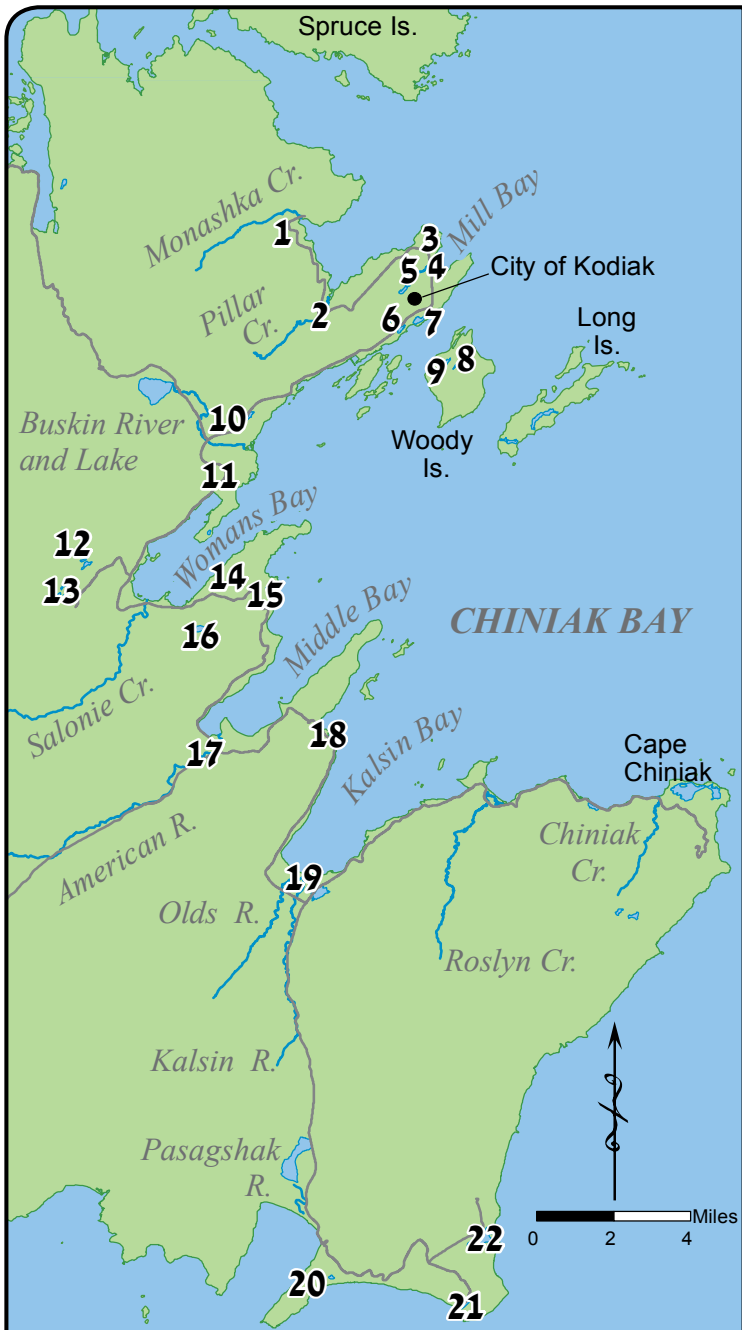 Spruce Is.
Monashka Cr.
Mill Bay
1
3
5
4
City of Kodiak
Pillar
Cr.
2
6
7
Long
Is.
9
8
Woody
Is.
Buskin River
and Lake
10
11
Womans Bay
12
13
14
15
16
Middle Bay
CHINIAK BAY
Salonie Cr.
17
18
Kalsin Bay
Cape
Chiniak
American R.
Chiniak
Cr.
19
Olds R.
Roslyn Cr.
Kalsin R.
Pasagshak
R.
N
Miles
0 2 4
22
20
21